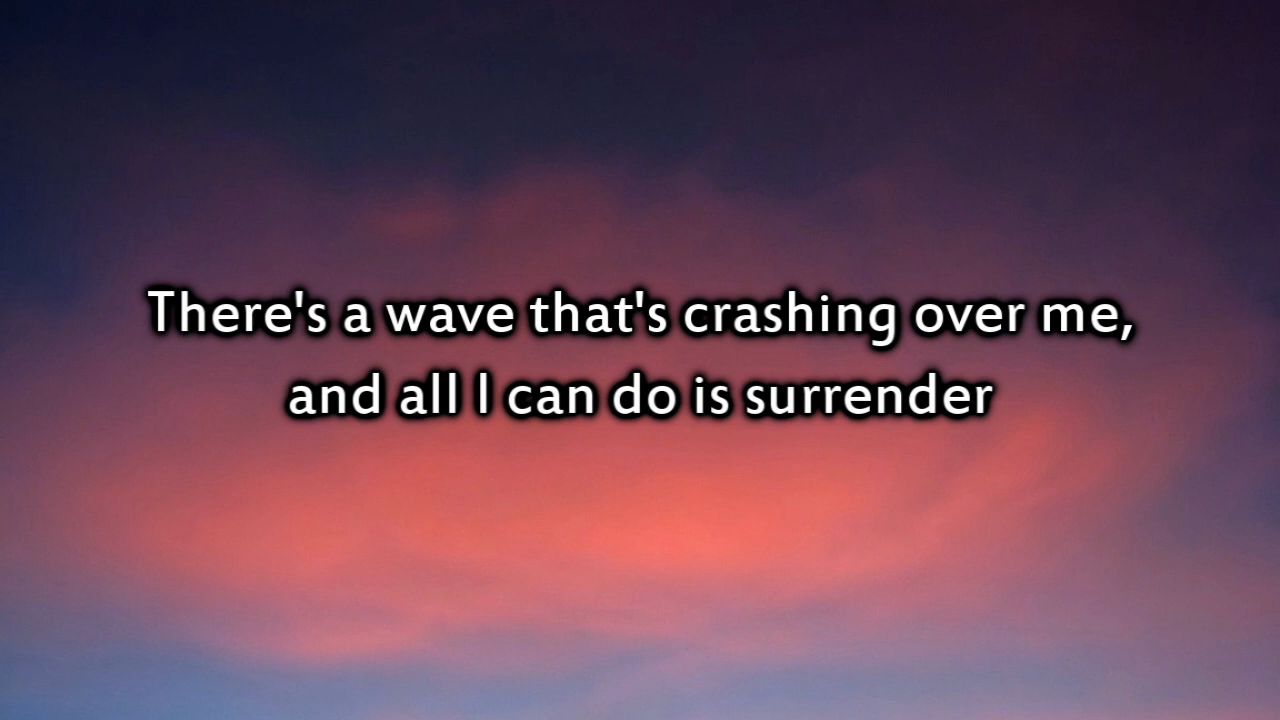 There's a wave that's crashing over me,
and all I can do is surrender